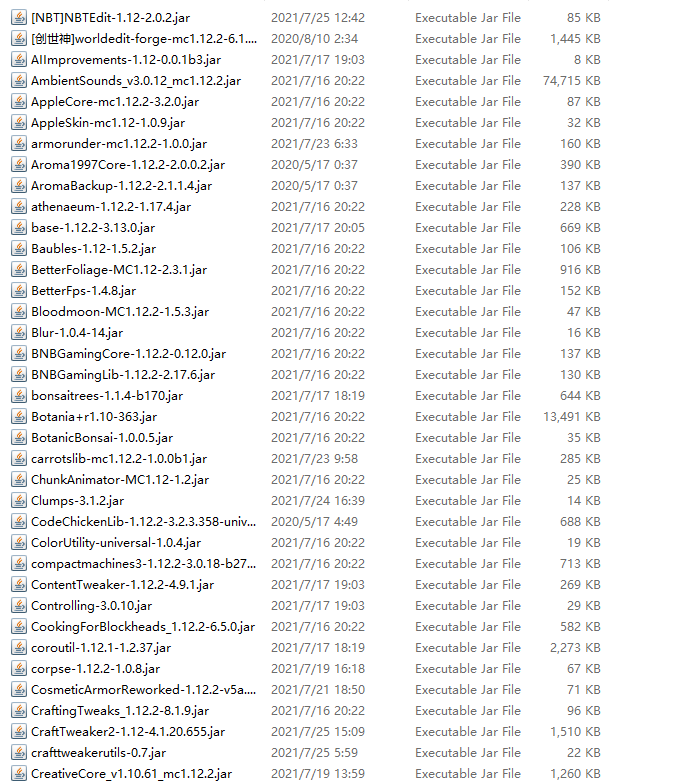 [NBT]NBTEdit-1.12-2.0.2.jar 2021/7/25 12:42 Executable Jar File 85 KB
[创世神]worldedit-forge-mc1.12.2-6.1.... 2020/8/10 2:34 Executable Jar File 1,445 KB
AIImprovements-1.12-0.0.1b3.jar 2021/7/17 19:03 Executable Jar File 8 KB
AmbientSounds_v3.0.12_mc1.12.2.jar 2021/7/16 20:22 Executable Jar File 74,715 KB
AppleCore-mc1.12.2-3.2.0.jar 2021/7/16 20:22 Executable Jar File 87 KB
AppleSkin-mc1.12-1.0.9.jar 2021/7/16 20:22 Executable Jar File 32 KB
armorunder-mc1.12.2-1.0.0.jar 2021/7/23 6:33 Executable Jar File 160 KB
Aroma1997Core-1.12.2-2.0.0.2.jar 2020/5/17 0:37 Executable Jar File 390 KB
AromaBackup-1.12.2-2.1.1.4.jar 2020/5/17 0:37 Executable Jar File 137 KB
athenaeum-1.12.2-1.17.4.jar 2021/7/16 20:22 Executable Jar File 228 KB
base-1.12.2-3.13.0.jar 2021/7/17 20:05 Executable Jar File 669 KB
Baubles-1.12-1.5.2.jar 2021/7/16 20:22 Executable Jar File 106 KB
BetterFoliage-MC1.12-2.3.1.jar 2021/7/16 20:22 Executable Jar File 916 KB
BetterFps-1.4.8.jar 2021/7/16 20:22 Executable Jar File 152 KB
Bloodmoon-MC1.12.2-1.5.3.jar 2021/7/16 20:22 Executable Jar File 47 KB
Blur-1.0.4-14.jar 2021/7/16 20:22 Executable Jar File 16 KB
BNBGamingCore-1.12.2-0.12.0.jar 2021/7/16 20:22 Executable Jar File 137 KB
BNBGamingLib-1.12.2-2.17.6.jar 2021/7/16 20:22 Executable Jar File 130 KB
bonsaitrees-1.1.4-b170.jar 2021/7/17 18:19 Executable Jar File 644 KB
Botania+r1.10-363.jar 2021/7/16 20:22 Executable Jar File 13,491 KB
BotanicBonsai-1.0.0.5.jar 2021/7/16 20:22 Executable Jar File 35 KB
carrotslib-mc1.12.2-1.0.0b1.jar 2021/7/23 9:58 Executable Jar File 285 KB
ChunkAnimator-MC1.12-1.2.jar 2021/7/16 20:22 Executable Jar File 25 KB
Clumps-3.1.2.jar 2021/7/24 16:39 Executable Jar File 14 KB
CodeChickenLib-1.12.2-3.2.3.358-univ... 2020/5/17 4:49 Executable Jar File 688 KB
ColorUtility-universal-1.0.4.jar 2021/7/16 20:22 Executable Jar File 19 KB
compactmachines3-1.12.2-3.0.18-b27... 2021/7/16 20:22 Executable Jar File 713 KB
ContentTweaker-1.12.2-4.9.1.jar 2021/7/17 19:03 Executable Jar File 269 KB
Controlling-3.0.10.jar 2021/7/17 19:03 Executable Jar File 29 KB
CookingForBlockheads_1.12.2-6.5.0.jar 2021/7/16 20:22 Executable Jar File 582 KB
coroutil-1.12.1-1.2.37.jar 2021/7/17 18:19 Executable Jar File 2,273 KB
corpse-1.12.2-1.0.8.jar 2021/7/19 16:18 Executable Jar File 67 KB
CosmeticArmorReworked-1.12.2-v5a.... 2021/7/21 18:50 Executable Jar File 71 KB
CraftingTweaks_1.12.2-8.1.9.jar 2021/7/16 20:22 Executable Jar File 96 KB
CraftTweaker2-1.12-4.1.20.655.jar 2021/7/25 15:09 Executable Jar File 1,510 KB
crafttweakerutils-0.7.jar 2021/7/25 5:59 Executable Jar File 22 KB
CreativeCore_v1.10.61_mc1.12.2.jar 2021/7/19 13:59 Executable Jar File 1,260 KB